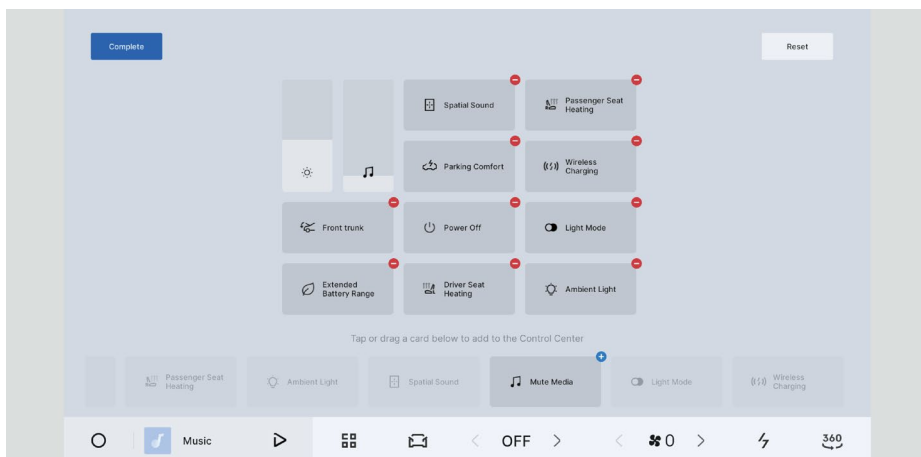 Complete
Reset
Spatial Sound
Passenger Seat
Heating
Parking Comfort
Wireless
Charging
Front trunk
Power Off
Light Mode
Extended
Battery Range
Driver Seat
Heating
Ambient Light
Tap or drag a card below to add to the Control Center
Passenger Seat
Heating
Ambient Light
Spatial Sound
Mute Media
Light Mode
Wireless
Charging
Music
OFF
0
360